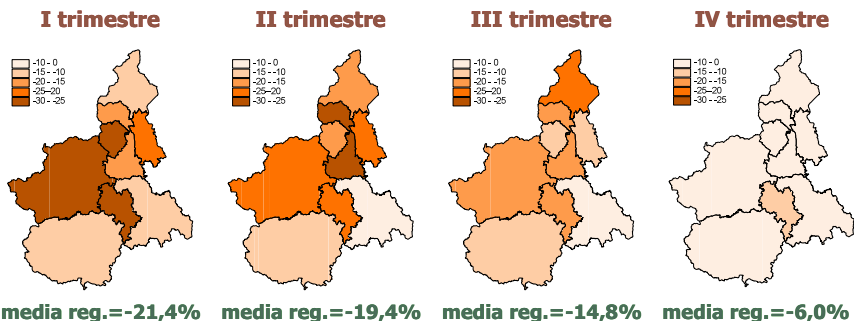 I trimestre
-10 - 0
-15 - -10
-20 - -15
-25--20
-30 - -25
media reg.=-21,4%
II trimestre
-10 - 0
-15 - -10
-20 - -15
-25--20
-30 - -25
media reg.=-19,4%
III trimestre
-10 - 0
-15 - -10
-20 - -15
-25--20
-30 - -25
media reg.=-14,8%
IV trimestre
-10 - 0
-15 - -10
-20 - -15
-25--20
-30 - -25
media reg.=-6,0%